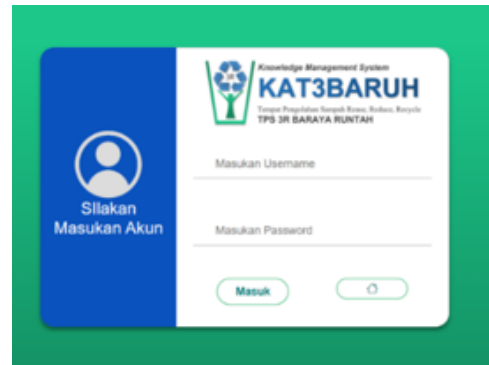 Knowledge Management System
3R
KAT3BARUH
Tempat Pengolahan Sampah Reuse, Reduce, Recycle
TPS 3R BARAYA RUNTAH
Masukan Username
SIlakan
Masukan Akun
Masukan Password
Masuk